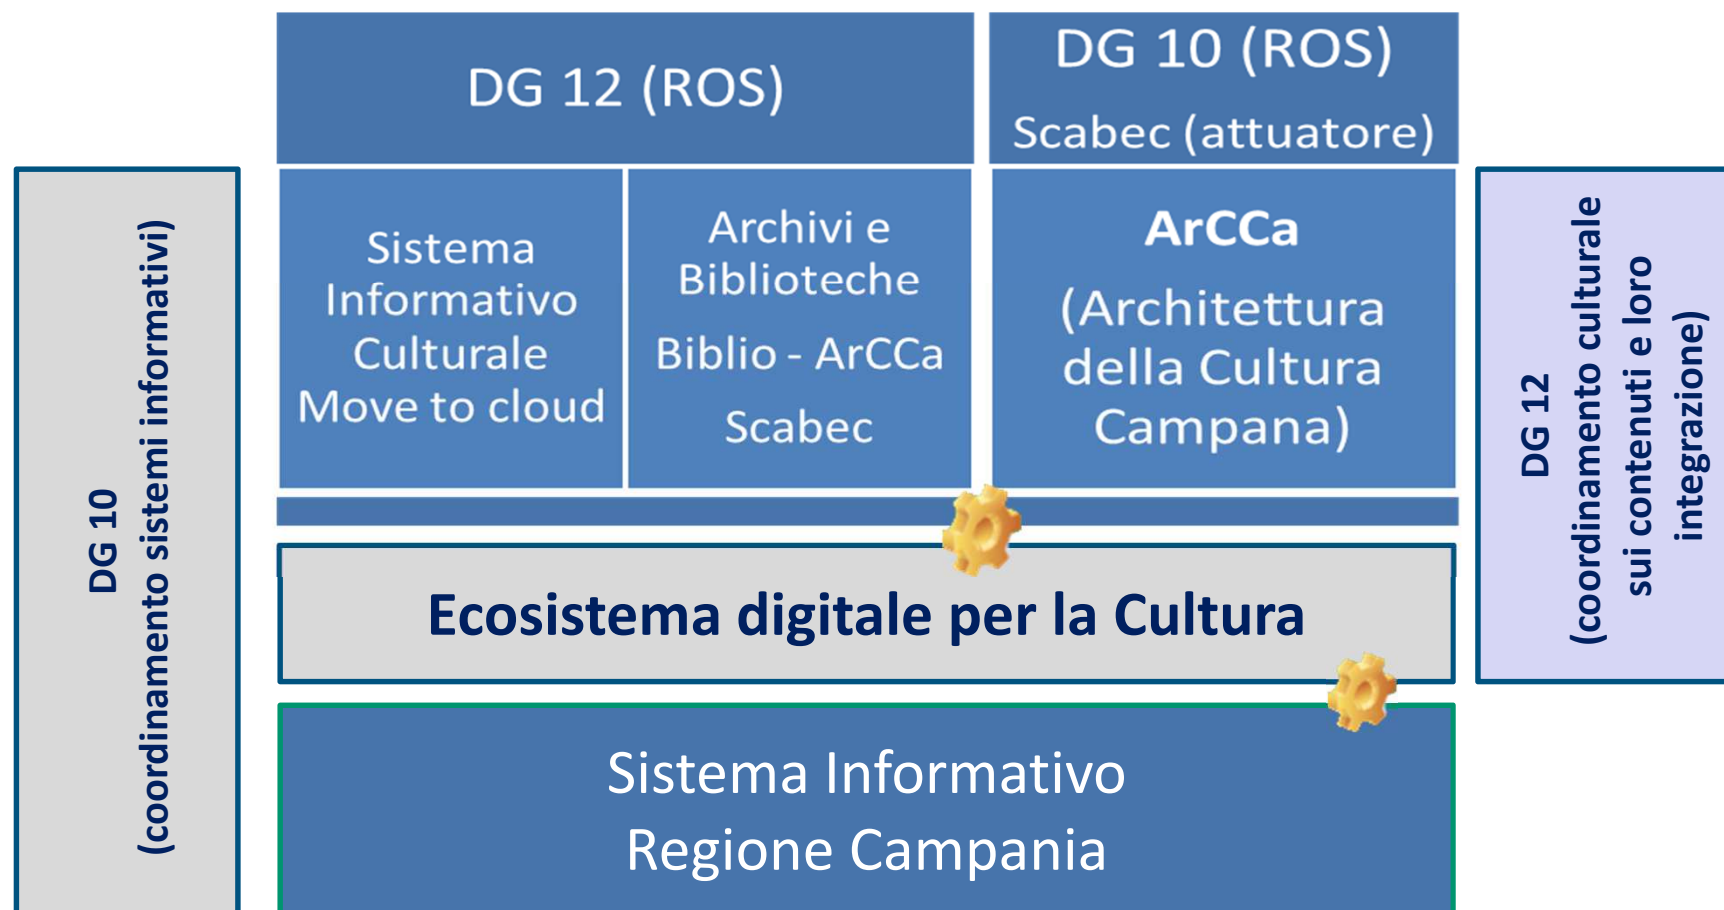 DG 12 (ROS)
DG 10 (ROS)
Scabec (attuatore)
DG 10
(coordinamento sistemi informativi)
Sistema
Informativo
Culturale
Move to cloud
Archivi e
Biblioteche
Biblio - ArCCa
Scabec
ArCCa
(Architettura
della Cultura
Campana)
DG 12
(coordinamento culturale
sui contenuti e loro
integrazione)
Ecosistema digitale per la Cultura
Sistema Informativo
Regione Campania